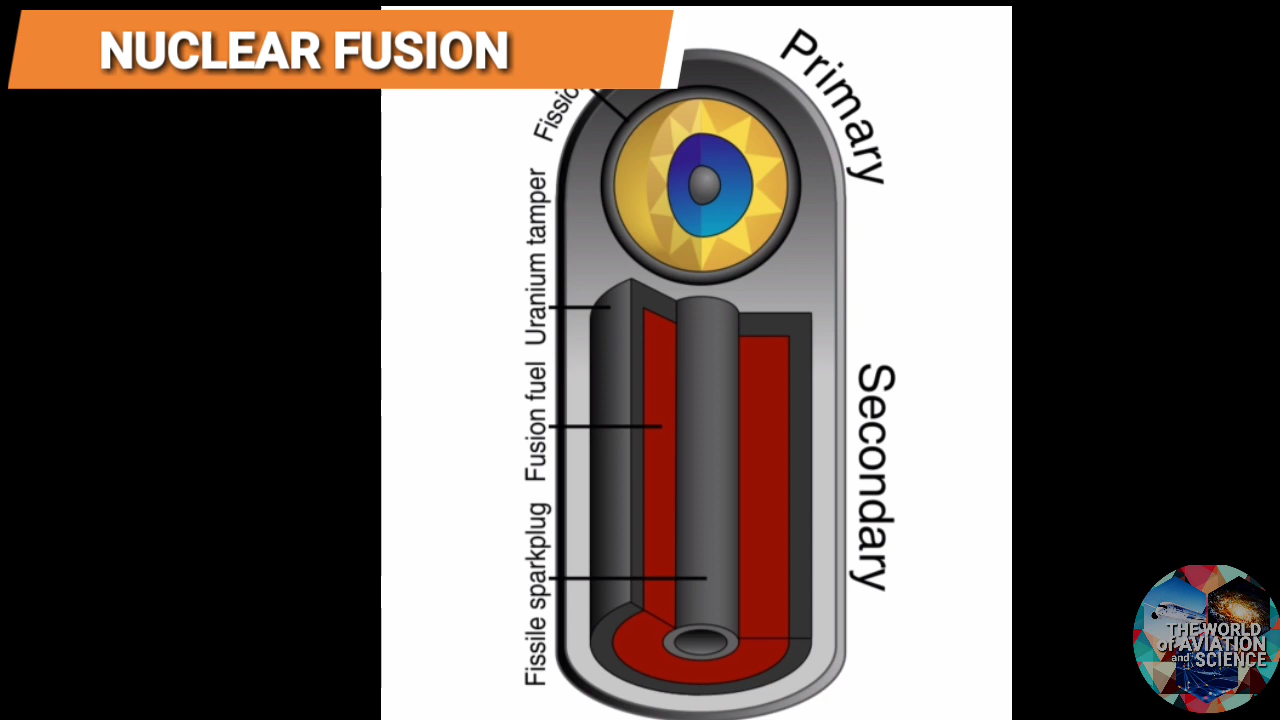 NUCLEAR FUSION
Primary
Uranium tamper
Fusion fuel
Fissile sparkplug
Secondary
THE WORLD
OF AVIATION
and SCIENCE